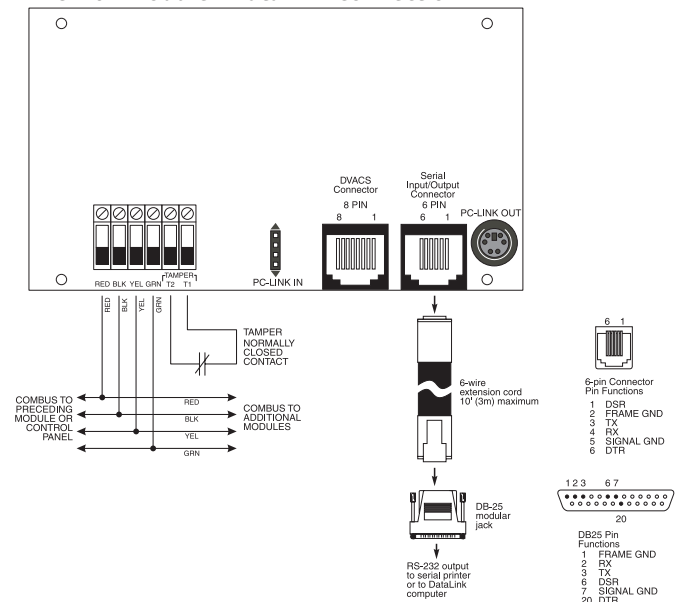 DVACS
Connector
8 PIN
8 1
Serial
Input/Output
Connector
6 PIN
6 1
PC-LINK OUT
PC-LINK IN
TAMPER
RED BLK YEL GRN T2 T1
RED
BLK
YEL
GRN
TAMPER
NORMALLY
CLOSED
CONTACT
COMBUS TO
PRECEDING
MODULE OR
CONTROL
PANEL
RED
BLK
YEL
GRN
COMBUS TO
ADDITIONAL
MODULES
6-wire
extension cord
10' (3m) maximum
DB-25
modular
jack
RS-232 output
to serial printer
or to DataLink
computer
6 1
6-pin Connector
Pin Functions
1 DSR
2 FRAME GND
3 TX
4 RX
5 SIGNAL GND
6 DTR
1 2 3 6 7
20
DB25 Pin
Functions
1 FRAME GND
2 RX
3 TX
6 DSR
7 SIGNAL GND
20 DTR